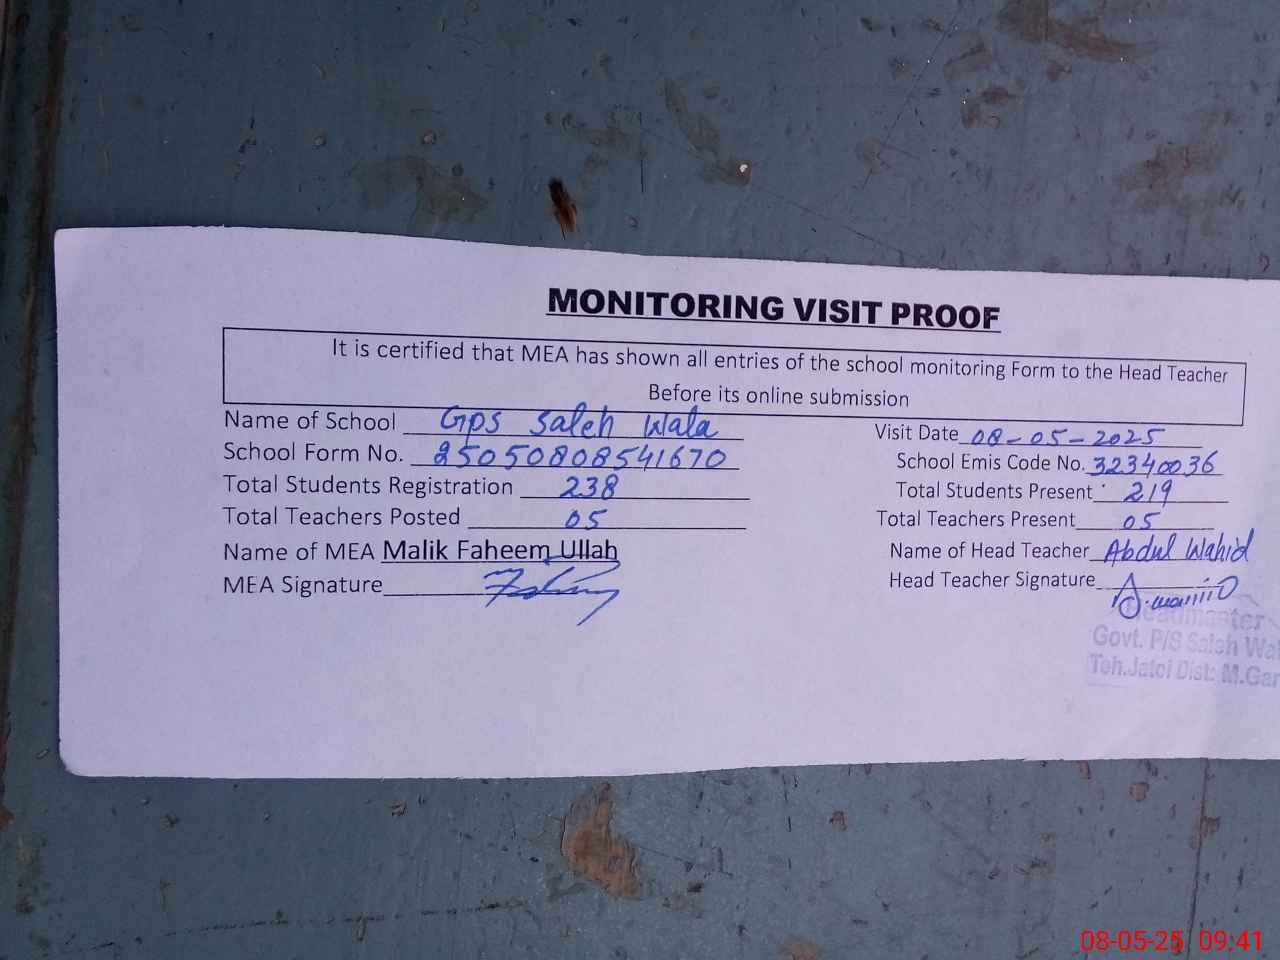 MONITORING VISIT PROOF
It is certified that MEA has shown all entries of the school monitoring Form to the Head Teacher
Before its online submission
Name of School GPS Saleh Wala
Visit Date 08-05-2025
School Form No. 25050808541670
School Emis Code No. 32340036
Total Students Registration 238
Total Students Present 219
Total Teachers Posted 05
Total Teachers Present 05
Name of MEA Malik Faheem Ullah
Name of Head Teacher Abdul Wahid
MEA Signature
Head Teacher Signature
Headmaster
Govt. P/S Saleh Wal
Teh.Jatoi Dist: M.Gar
08-05-25 09:41